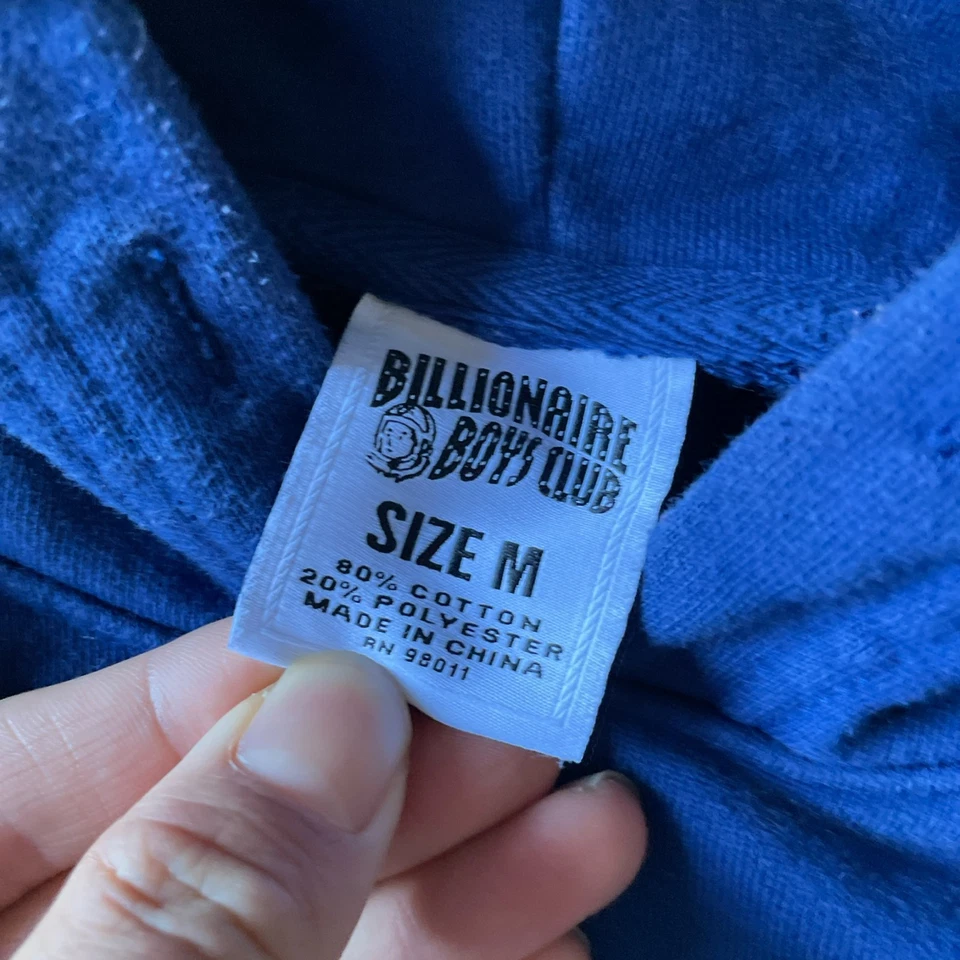 BILLIONAIRE
BOYS CLUB
SIZE M
80% COTTON
20% POLYESTER
MADE IN CHINA
RN 98011